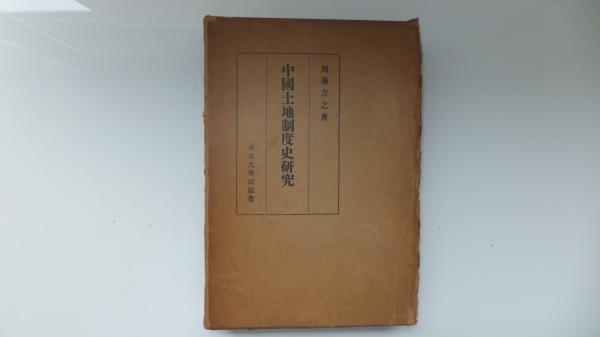 周藤吉之著
中國土地制度史研究
東京大學出版會